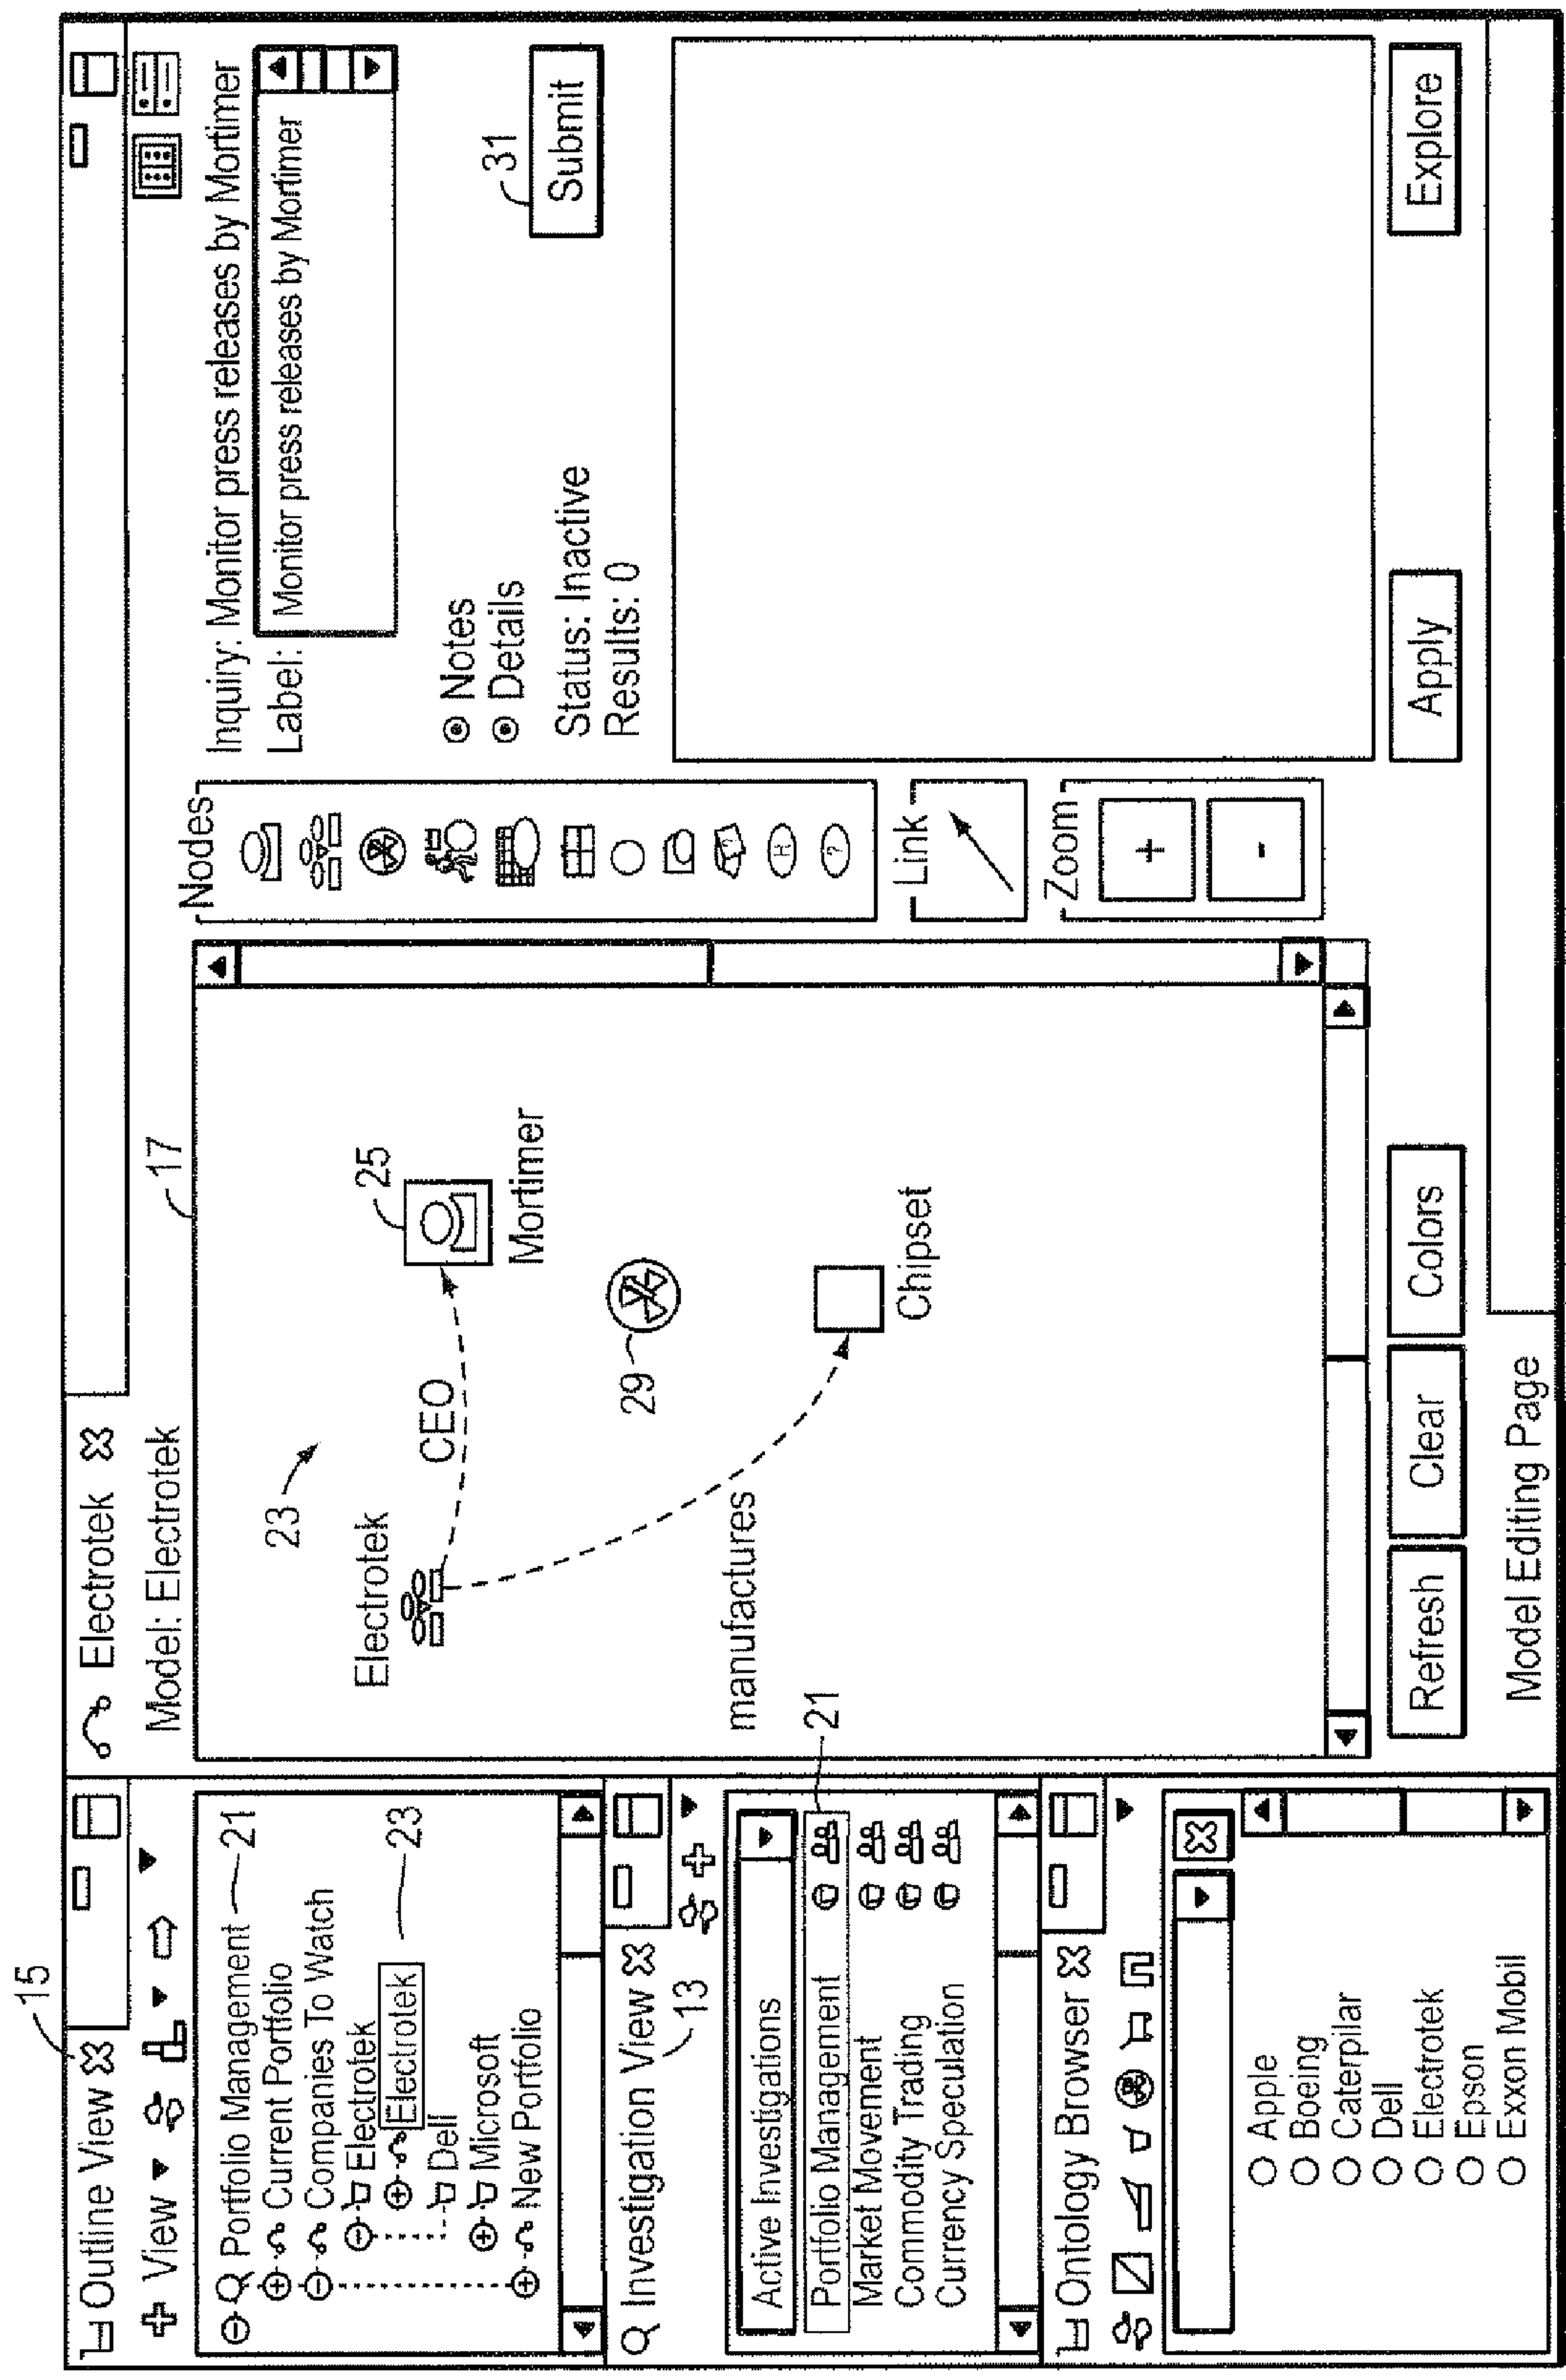 15
Outline View
View
Portfolio Management
21
Current Portfolio
Companies To Watch
Electrotek
Electrotek
23
Dell
Microsoft
New Portfolio
Investigation View
13
Active Investigations
Portfolio Management
21
Market Movement
Commodity Trading
Currency Speculation
Ontology Browser
Apple
Boeing
Caterpilar
Dell
Electrotek
Epson
Exxon Mobil
Electrotek
Model: Electrotek
17
23
Electrotek
CEO
25
Mortimer
29
manufactures
Chipset
Refresh
Clear
Colors
Model Editing Page
Nodes
H
?
Link
Zoom
+
-
Inquiry: Monitor press releases by Mortimer
Label: Monitor press releases by Mortimer
Notes
Details
31
Submit
Status: Inactive
Results: 0
Apply
Explore